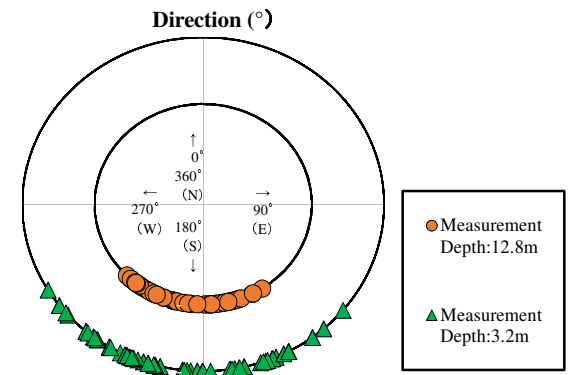 Direction (°)
↑
0°
360°
(N)
←
→
270°
(W)
90°
(E)
180°
(S)
↓
Measurement
Depth:12.8m
Measurement
Depth:3.2m